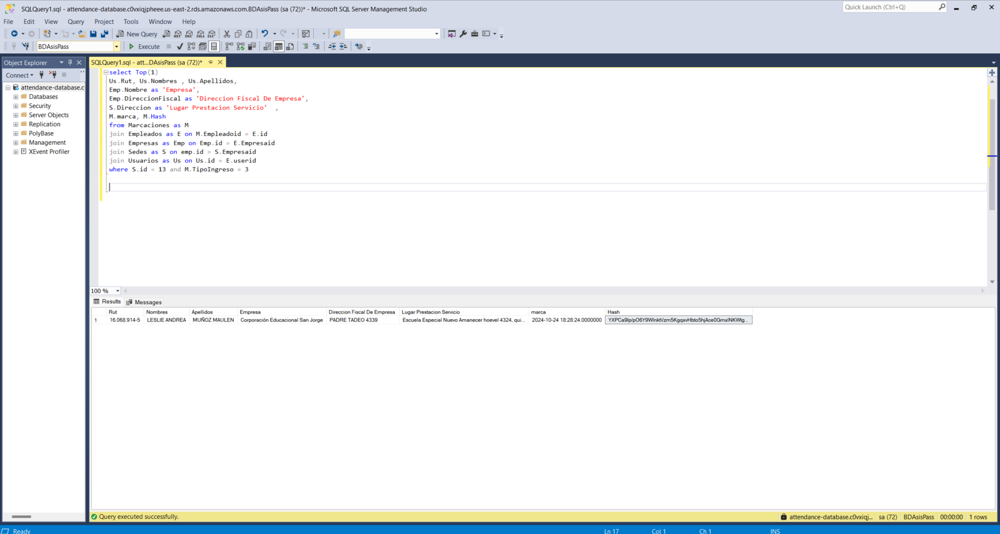 SQLQuery1.sql - attendance-database.c0vxiqjpheee.us-east-2.rds.amazonaws.com.BDAsisPass (sa (72))* - Microsoft SQL Server Management Studio
Quick Launch (Ctrl+Q)
File Edit View Query Project Tools Window Help
New Query MDX DMX XMLA DAX
BDAsisPass Execute
Object Explorer
SQLQuery1.sql - att...DAsisPass (sa (72))*
Connect
attendance-database.c
Databases
Security
Server Objects
Replication
PolyBase
Management
XEvent Profiler
select Top(1)
Us.Rut, Us.Nombres , Us.Apellidos,
Emp.Nombre as 'Empresa',
Emp.DireccionFiscal as 'Direccion Fiscal De Empresa',
S.Direccion as 'Lugar Prestacion Servicio' ,
M.marca, M.Hash
from Marcaciones as M
join Empleados as E on M.Empleadoid = E.id
join Empresas as Emp on Emp.id = E.Empresaid
join Sedes as S on emp.id = S.Empresaid
join Usuarios as Us on Us.id = E.userid
where S.id = 13 and M.TipoIngreso = 3
100 %
Results Messages
Rut Nombres Apellidos Empresa Direccion Fiscal De Empresa Lugar Prestacion Servicio marca Hash
1 16.068.914-5 LESLIE ANDREA MUÑOZ MAULEN Corporación Educacional San Jorge PADRE TADEO 4339 Escuela Especial Nuevo Amanecer hoevel 4324, qui... 2024-10-24 18:28:24.0000000
Query executed successfully.
attendance-database.c0vxiqj... sa (72) BDAsisPass 00:00:00 1 rows
Ready Ln 17 Col 1 Ch 1 INS